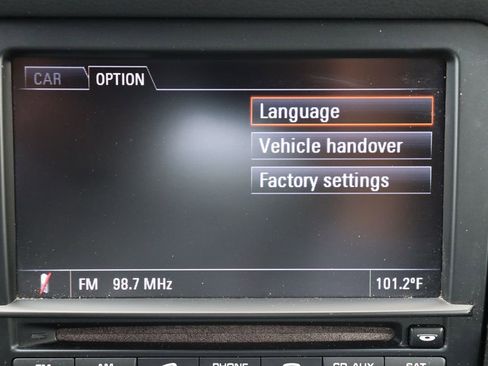 CAR OPTION
Language
Vehicle handover
Factory settings
FM 98.7 MHz 101.2°F
PHONE CD·AUX SAT